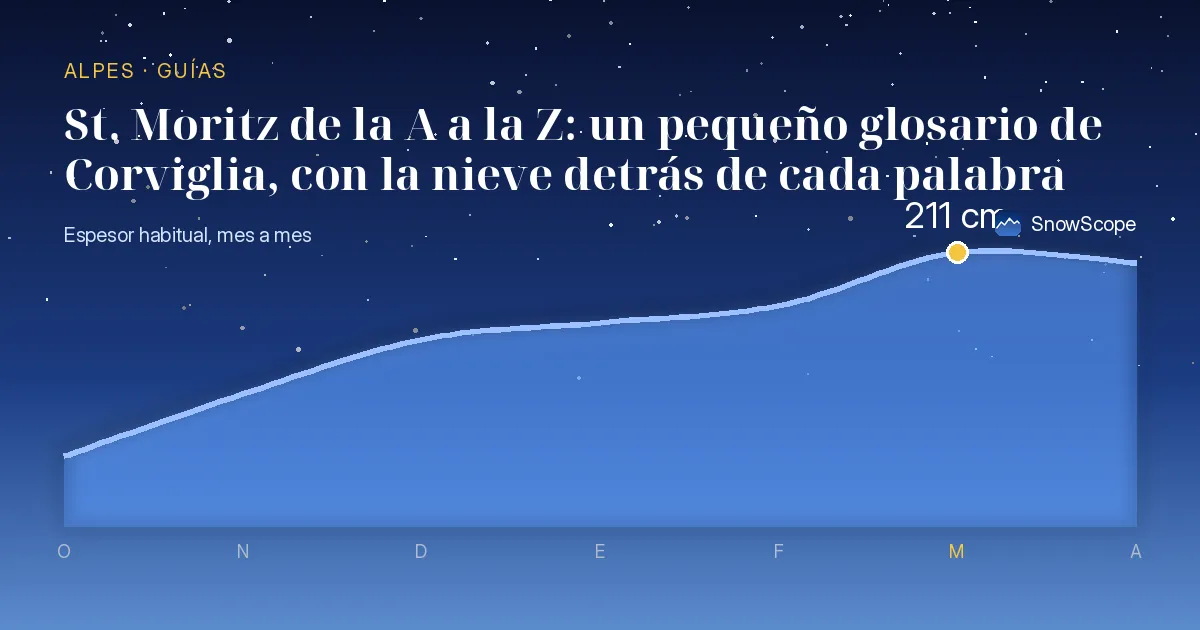 ALPES · GUÍAS
St. Moritz de la A a la Z: un pequeño glosario de
Corviglia, con la nieve detrás de cada palabra
211 cm
SnowScope
Espesor habitual, mes a mes
O N D E F M A